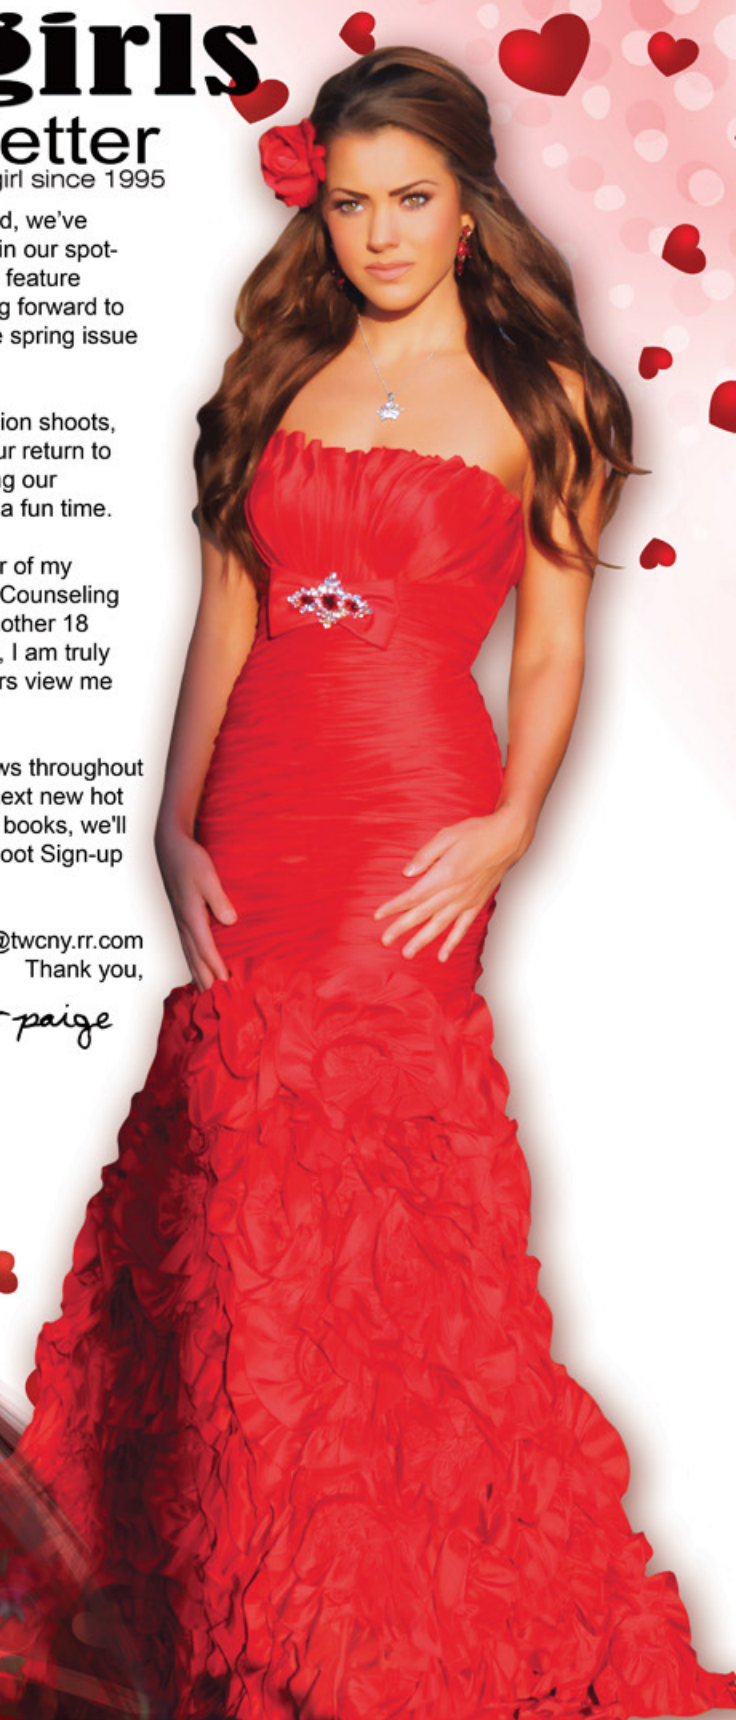 girls
etter
girl since 1995
d, we've
in our spot-
feature
g forward to
e spring issue
ion shoots,
ur return to
g our
a fun time.
r of my
Counseling
other 18
, I am truly
rs view me
ws throughout
ext new hot
books, we'll
oot Sign-up
@twcny.rr.com
Thank you,
-paige